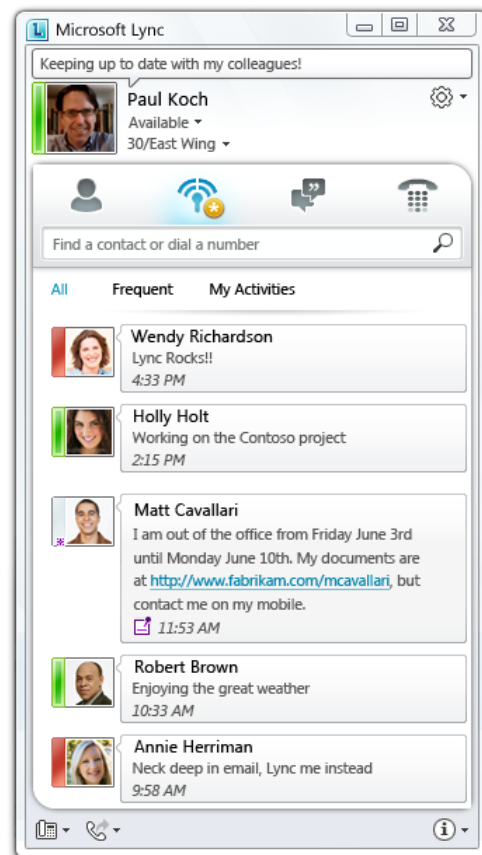 Microsoft Lync
Keeping up to date with my colleagues!
Paul Koch
Available
30/East Wing
Find a contact or dial a number
All Frequent My Activities
Wendy Richardson
Lync Rocks!!
4:33 PM
Holly Holt
Working on the Contoso project
2:15 PM
Matt Cavallari
I am out of the office from Friday June 3rd
until Monday June 10th. My documents are
at http://www.fabrikam.com/mcavallari, but
contact me on my mobile.
11:53 AM
Robert Brown
Enjoying the great weather
10:33 AM
Annie Herriman
Neck deep in email, Lync me instead
9:58 AM